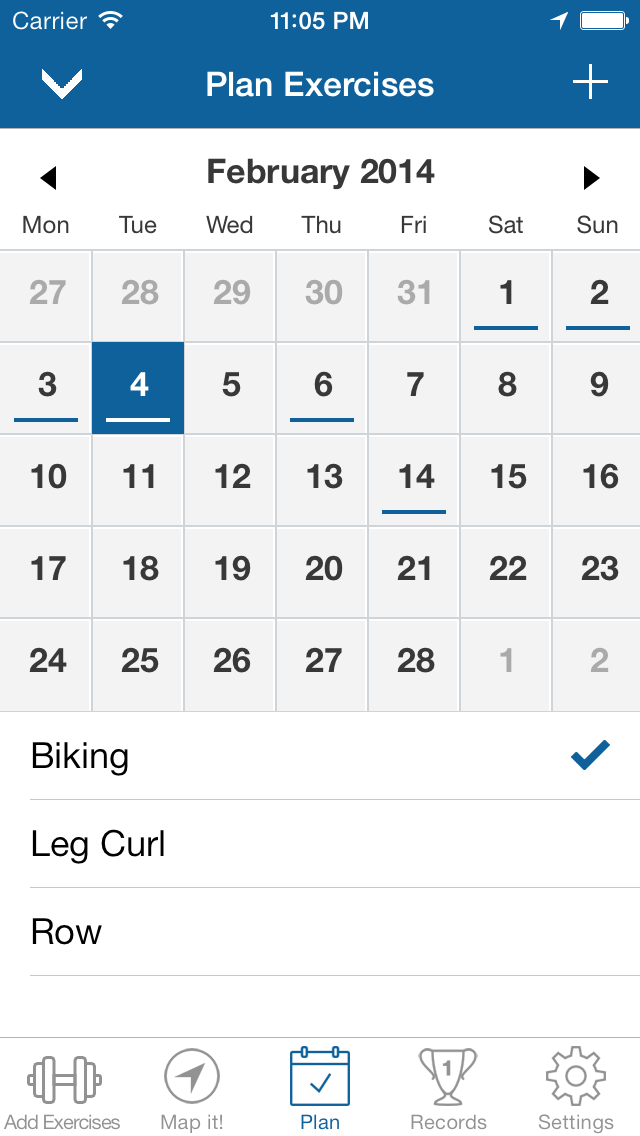 Carrier 11:05 PM
Plan Exercises
February 2014
Mon Tue Wed Thu Fri Sat Sun
27 28 29 30 31 1 2
3 4 5 6 7 8 9
10 11 12 13 14 15 16
17 18 19 20 21 22 23
24 25 26 27 28 1 2
Biking
Leg Curl
Row
1
Add Exercises Map it! Plan Records Settings